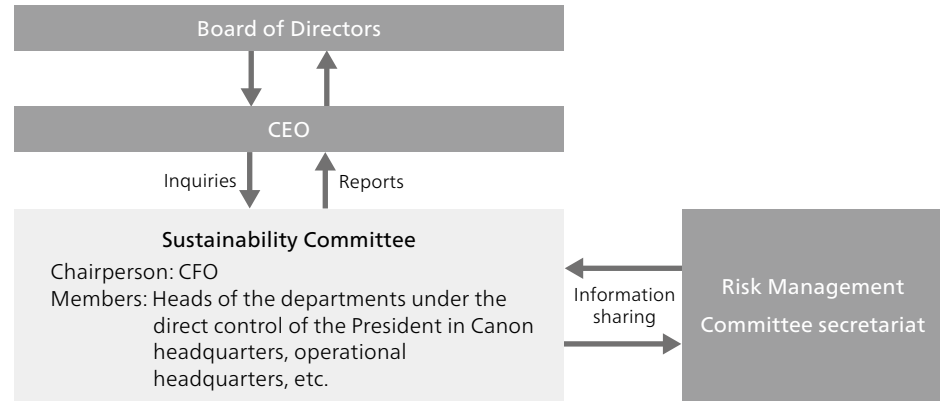 Board of Directors
CEO
Inquiries
Reports
Sustainability Committee
Chairperson: CFO
Members: Heads of the departments under the
direct control of the President in Canon
headquarters, operational
headquarters, etc.
Information
sharing
Risk Management
Committee secretariat